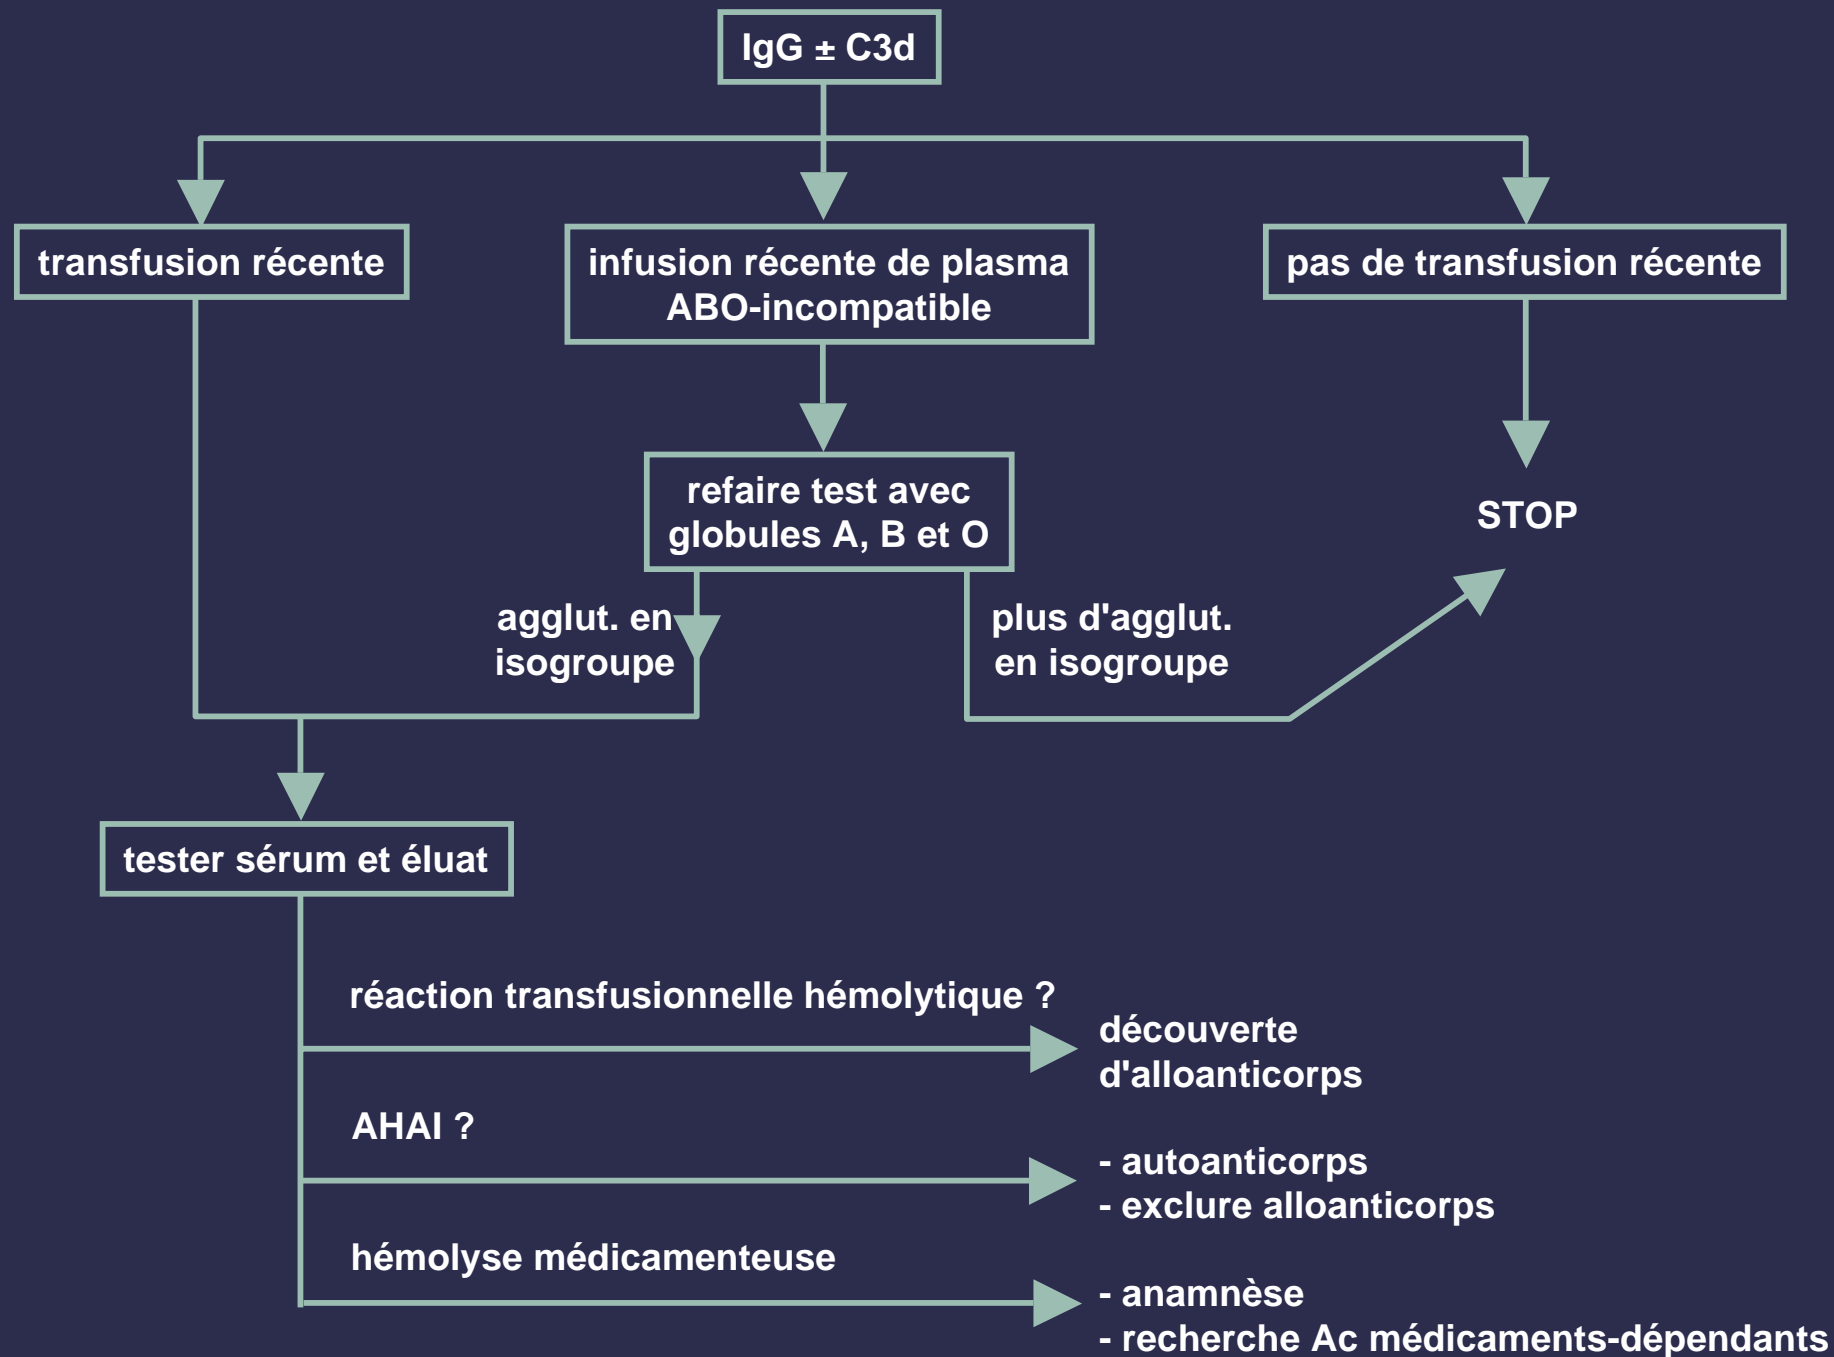 IgG ± C3d
transfusion récente
infusion récente de plasma
ABO-incompatible
pas de transfusion récente
refaire test avec
globules A, B et O
STOP
agglut. en
isogroupe
plus d'agglut.
en isogroupe
tester sérum et éluat
réaction transfusionnelle hémolytique ?
découverte
d'alloanticorps
AHAI ?
- autoanticorps
- exclure alloanticorps
hémolyse médicamenteuse
- anamnèse
- recherche Ac médicaments-dépendants